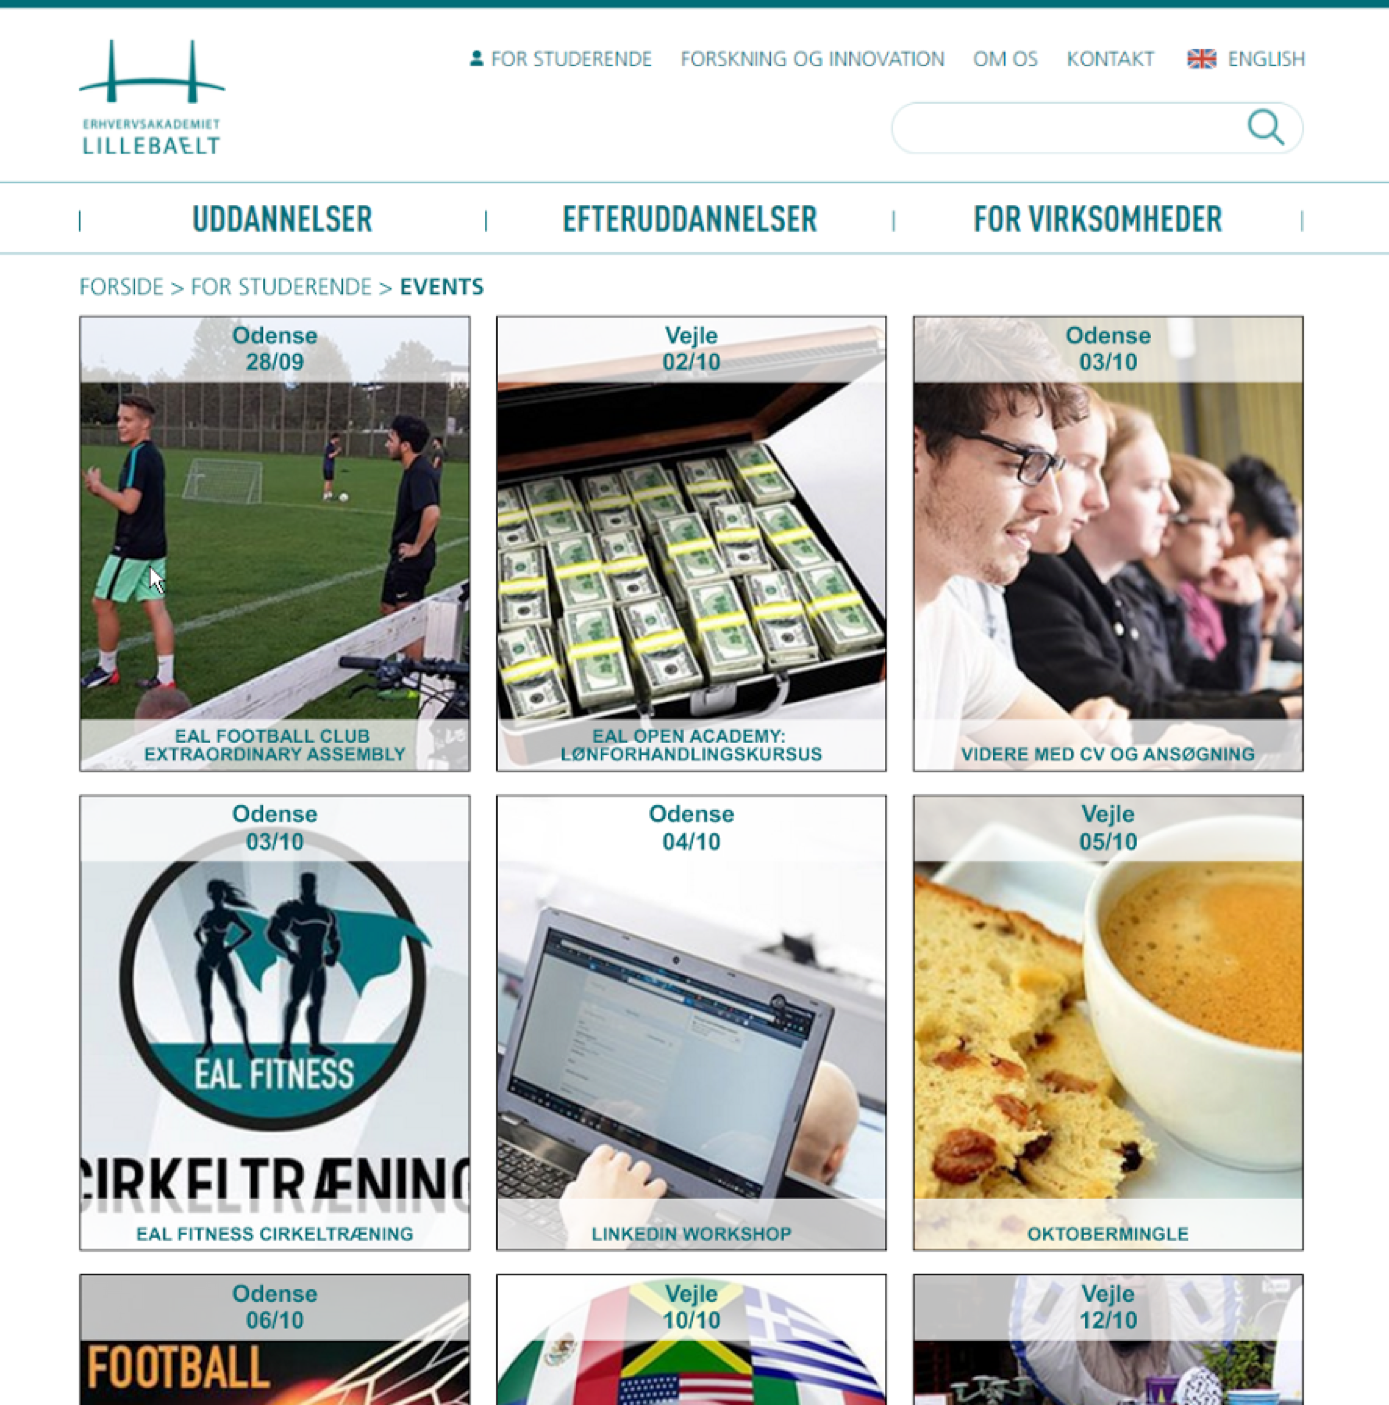 FOR STUDERENDE FORSKNING OG INNOVATION OM OS KONTAKT ENGLISH
ERHVERVSAKADEMIET
LILLEBAELT
UDDANNELSER EFTERUDDANNELSER FOR VIRKSOMHEDER
FORSIDE > FOR STUDERENDE > EVENTS
Odense
28/09
EAL FOOTBALL CLUB
EXTRAORDINARY ASSEMBLY
Vejle
02/10
EAL OPEN ACADEMY:
LØNFORHANDLINGSKURSUS
Odense
03/10
VIDERE MED CV OG ANSØGNING
Odense
03/10
EAL FITNESS
CIRKELTRÆNING
EAL FITNESS CIRKELTRÆNING
Odense
04/10
LINKEDIN WORKSHOP
Vejle
05/10
OKTOBERMINGLE
Odense
06/10
FOOTBALL
Vejle
10/10
Vejle
12/10